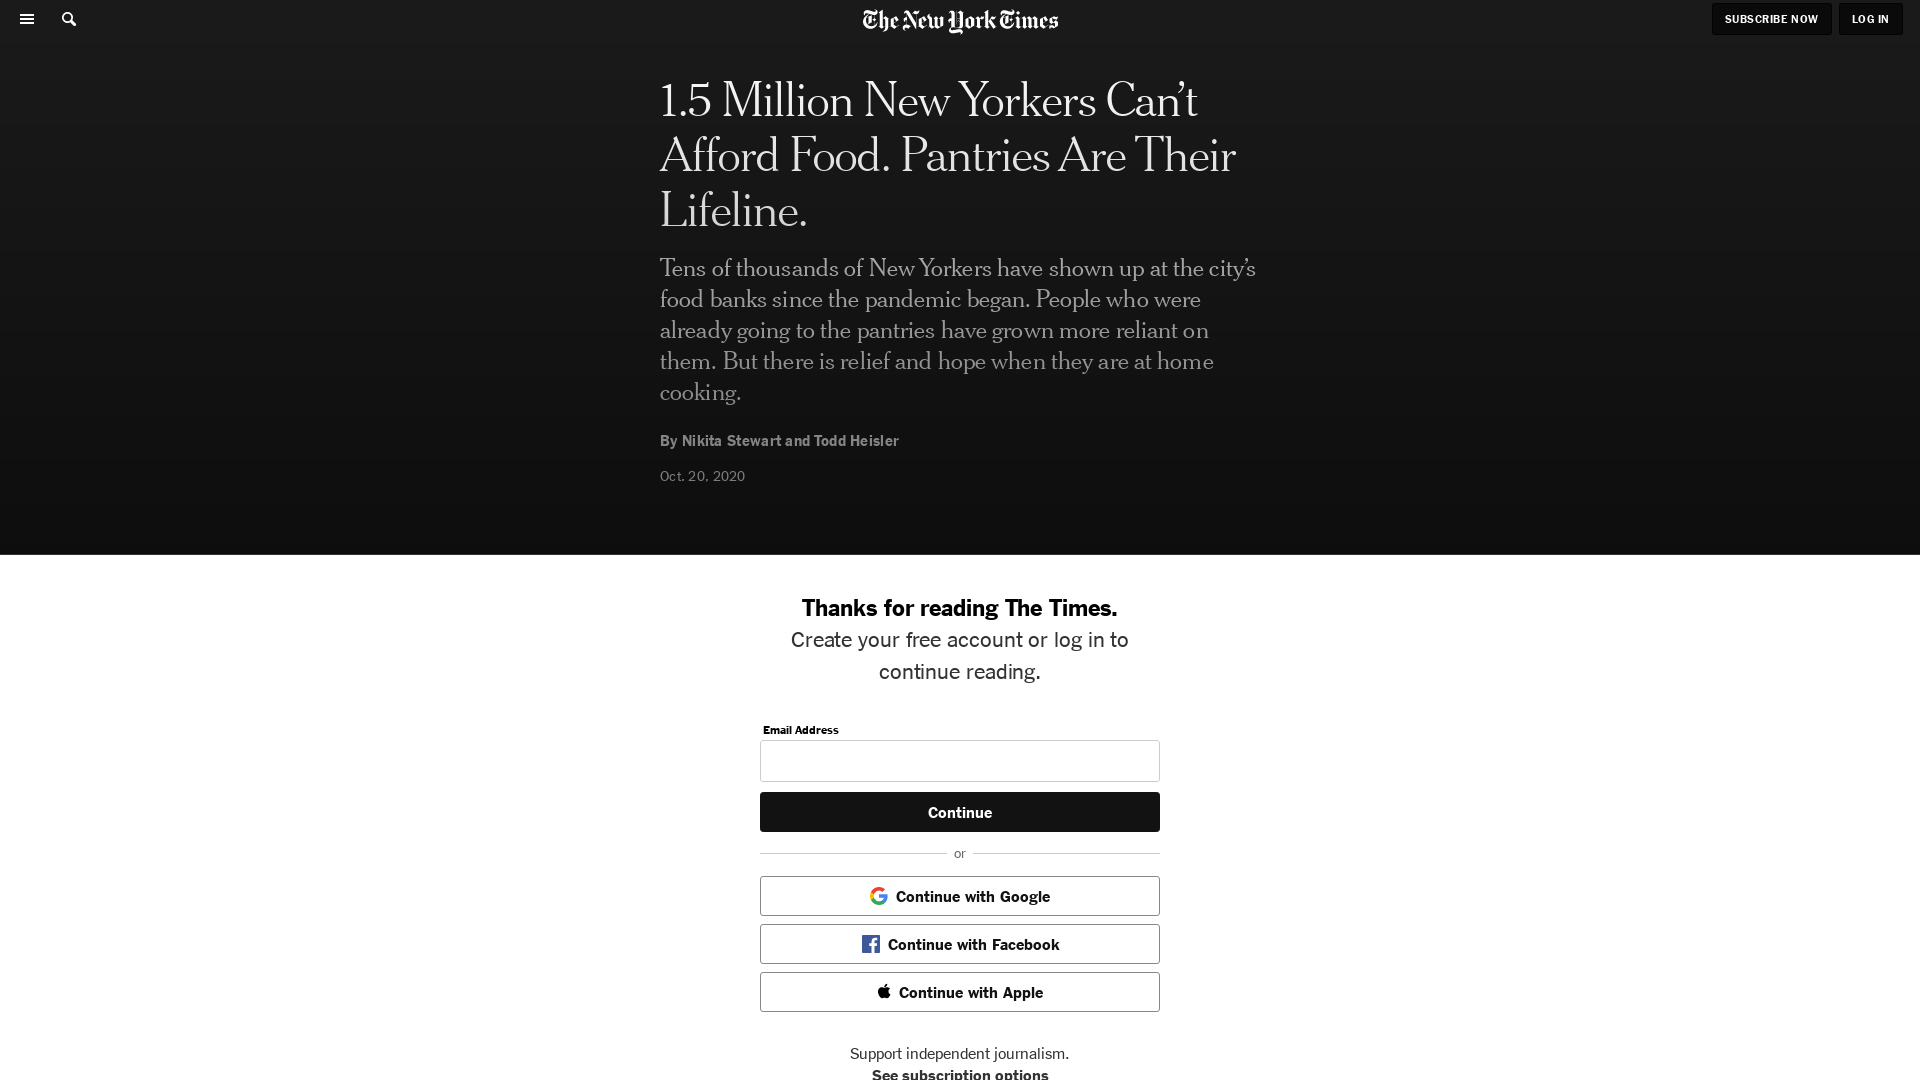 The New York Times
SUBSCRIBE NOW
LOG IN
1.5 Million New Yorkers Can’t
Afford Food. Pantries Are Their
Lifeline.
Tens of thousands of New Yorkers have shown up at the city’s
food banks since the pandemic began. People who were
already going to the pantries have grown more reliant on
them. But there is relief and hope when they are at home
cooking.
By Nikita Stewart and Todd Heisler
Oct. 20, 2020
Thanks for reading The Times.
Create your free account or log in to
continue reading.
Email Address
Continue
or
Continue with Google
Continue with Facebook
Continue with Apple
Support independent journalism.
See subscription options